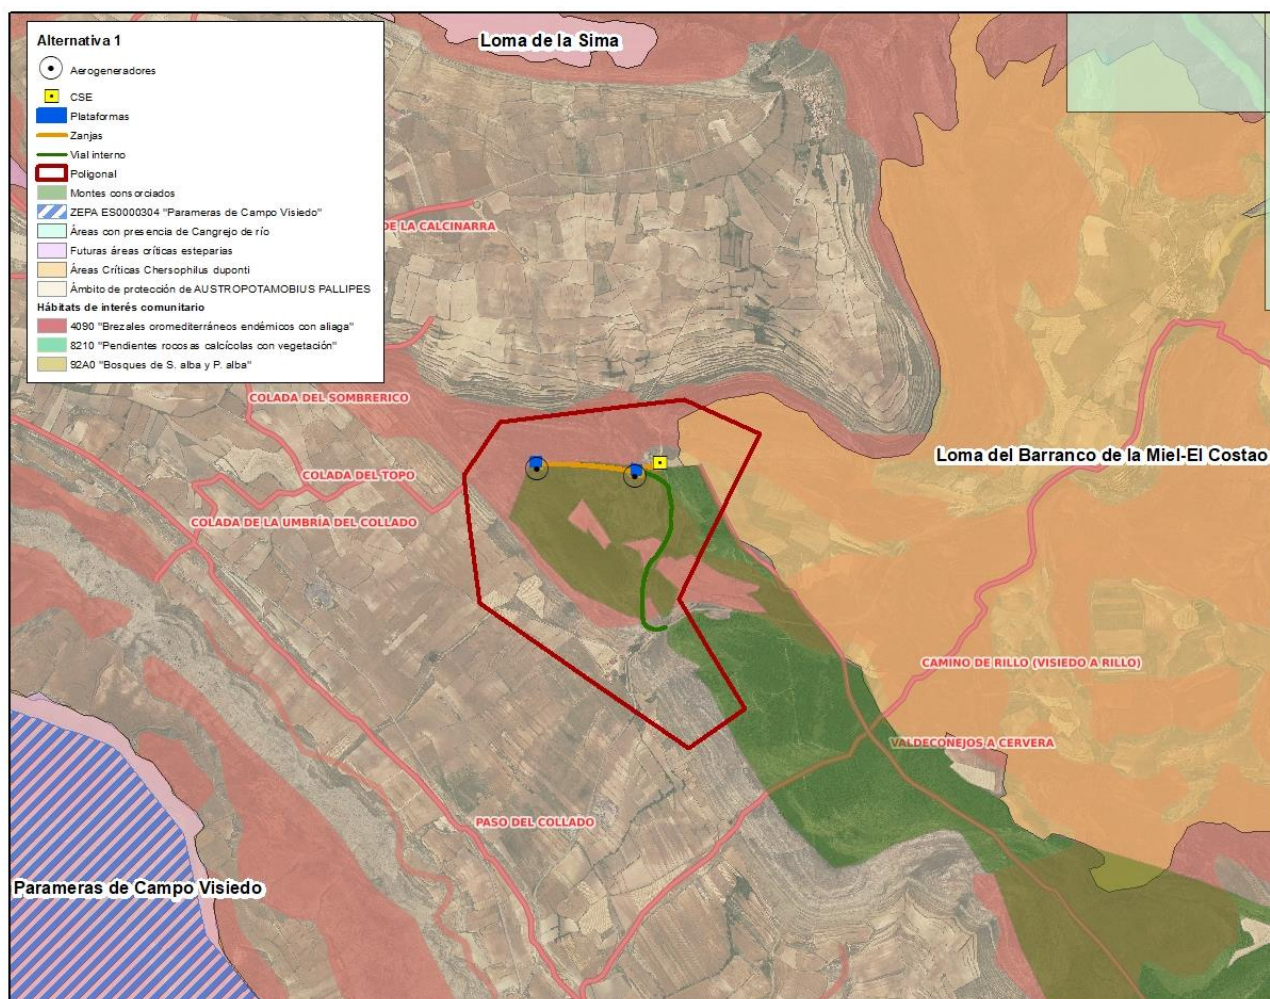 Alternativa 1
Aerogeneradores
CSE
Plataformas
Zanjas
Vial interno
Poligonal
Montes consorciados
ZEPA ES0000304 "Parameras de Campo Visiedo"
Áreas con presencia de Cangrejo de río
Futuras áreas críticas esteparias
Áreas Críticas Chersophilus duponti
Ámbito de protección de AUSTROPOTAMOBIUS PALLIPES
Hábitats de interés comunitario
4090 "Brezales oromediterráneos endémicos con aliaga"
8210 "Pendientes rocosas calcícolas con vegetación"
92A0 "Bosques de S. alba y P. alba"
Loma de la Sima
DE LA CALCINARRA
COLADA DEL SOMBRERICO
COLADA DEL TOPO
COLADA DE LA UMBRÍA DEL COLLADO
Loma del Barranco de la Miel-El Costao
CAMINO DE RILLO (VISIEDO A RILLO)
VALDECONEJOS A CERVERA
PASO DEL COLLADO
Parameras de Campo Visiedo